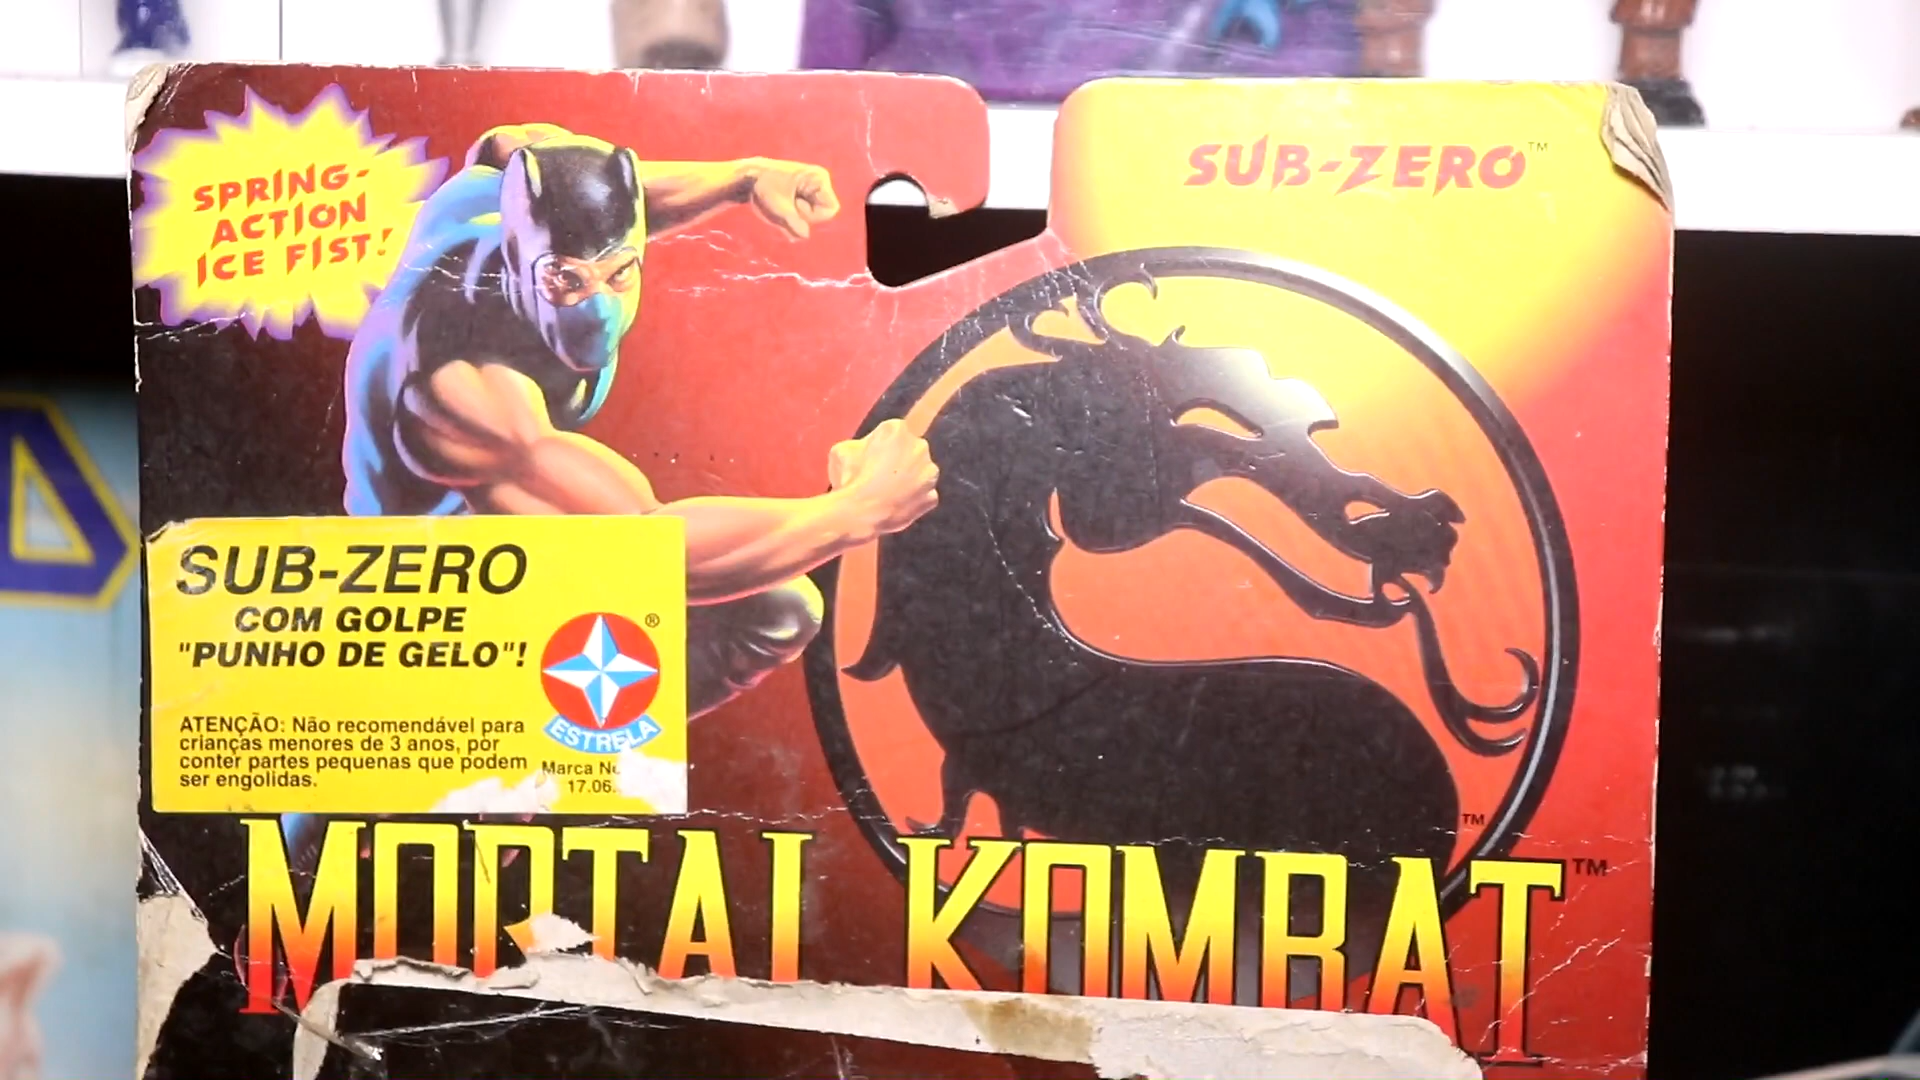 SPRING-
ACTION
ICE FIST!
SUB-ZERO™
SUB-ZERO
COM GOLPE
"PUNHO DE GELO"!
®
ESTRELA
ATENÇÃO: Não recomendável para
crianças menores de 3 anos, por
conter partes pequenas que podem
ser engolidas.
Marca
17.06.
™
MORTAL KOMBAT™